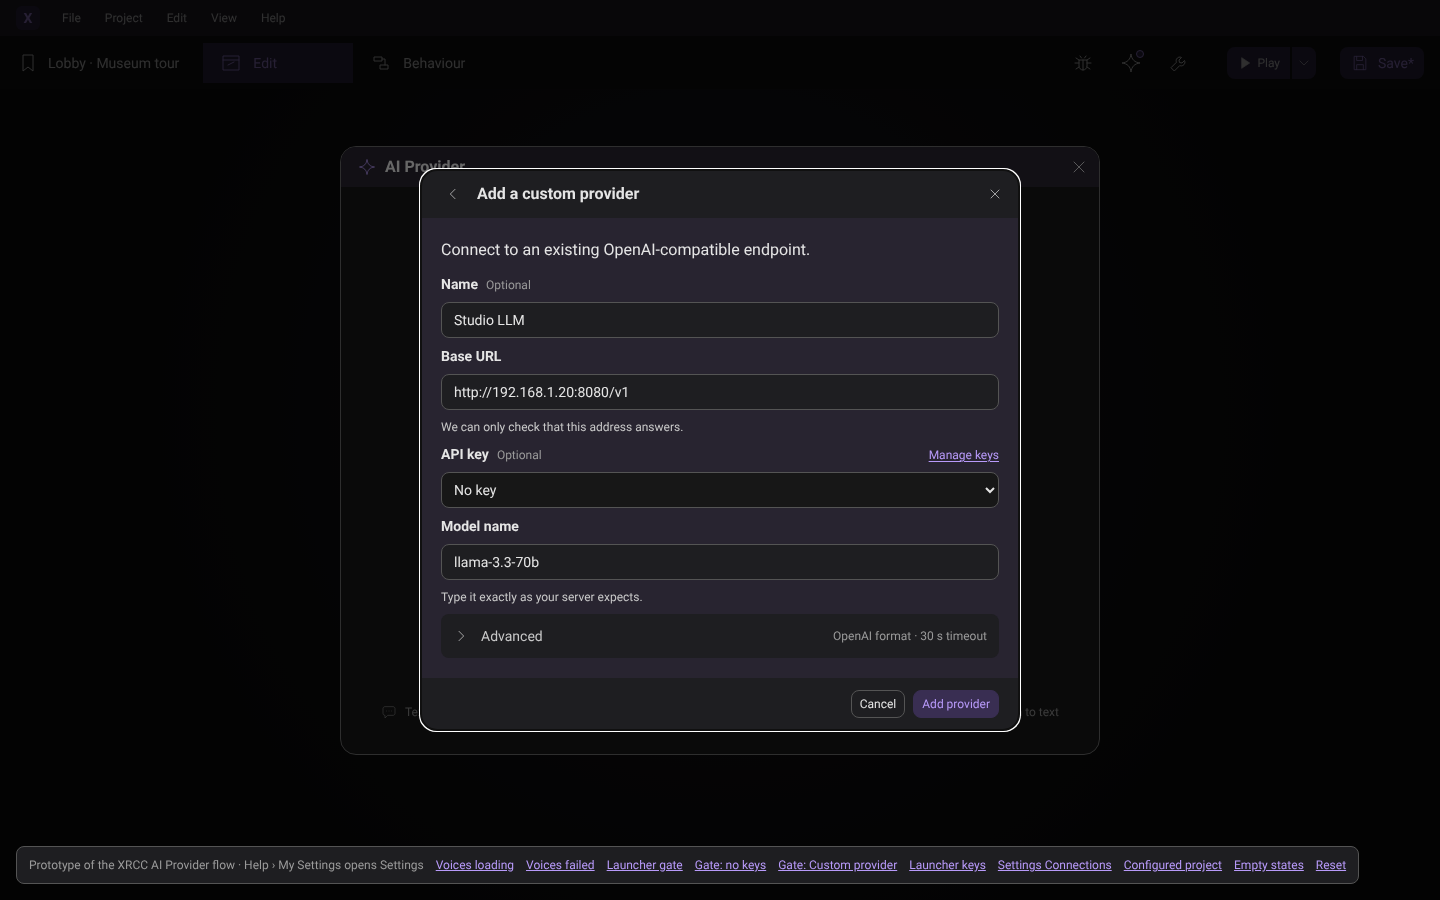 X File Project Edit View Help
Lobby · Museum tour Edit Behaviour Play Save*
AI Provider
Add a custom provider
Connect to an existing OpenAI-compatible endpoint.
Name Optional
Studio LLM
Base URL
http://192.168.1.20:8080/v1
We can only check that this address answers.
API key Optional Manage keys
No key
Model name
llama-3.3-70b
Type it exactly as your server expects.
Advanced OpenAI format · 30 s timeout
Cancel Add provider
to text
Prototype of the XRCC AI Provider flow · Help › My Settings opens Settings Voices loading Voices failed Launcher gate Gate: no keys Gate: Custom provider Launcher keys Settings Connections Configured project Empty states Reset